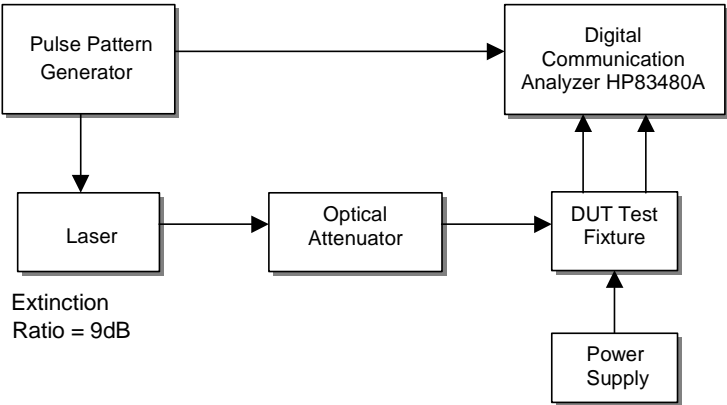 Pulse Pattern
Generator
Digital
Communication
Analyzer HP83480A
Laser
Optical
Attenuator
DUT Test
Fixture
Extinction
Ratio = 9dB
Power
Supply